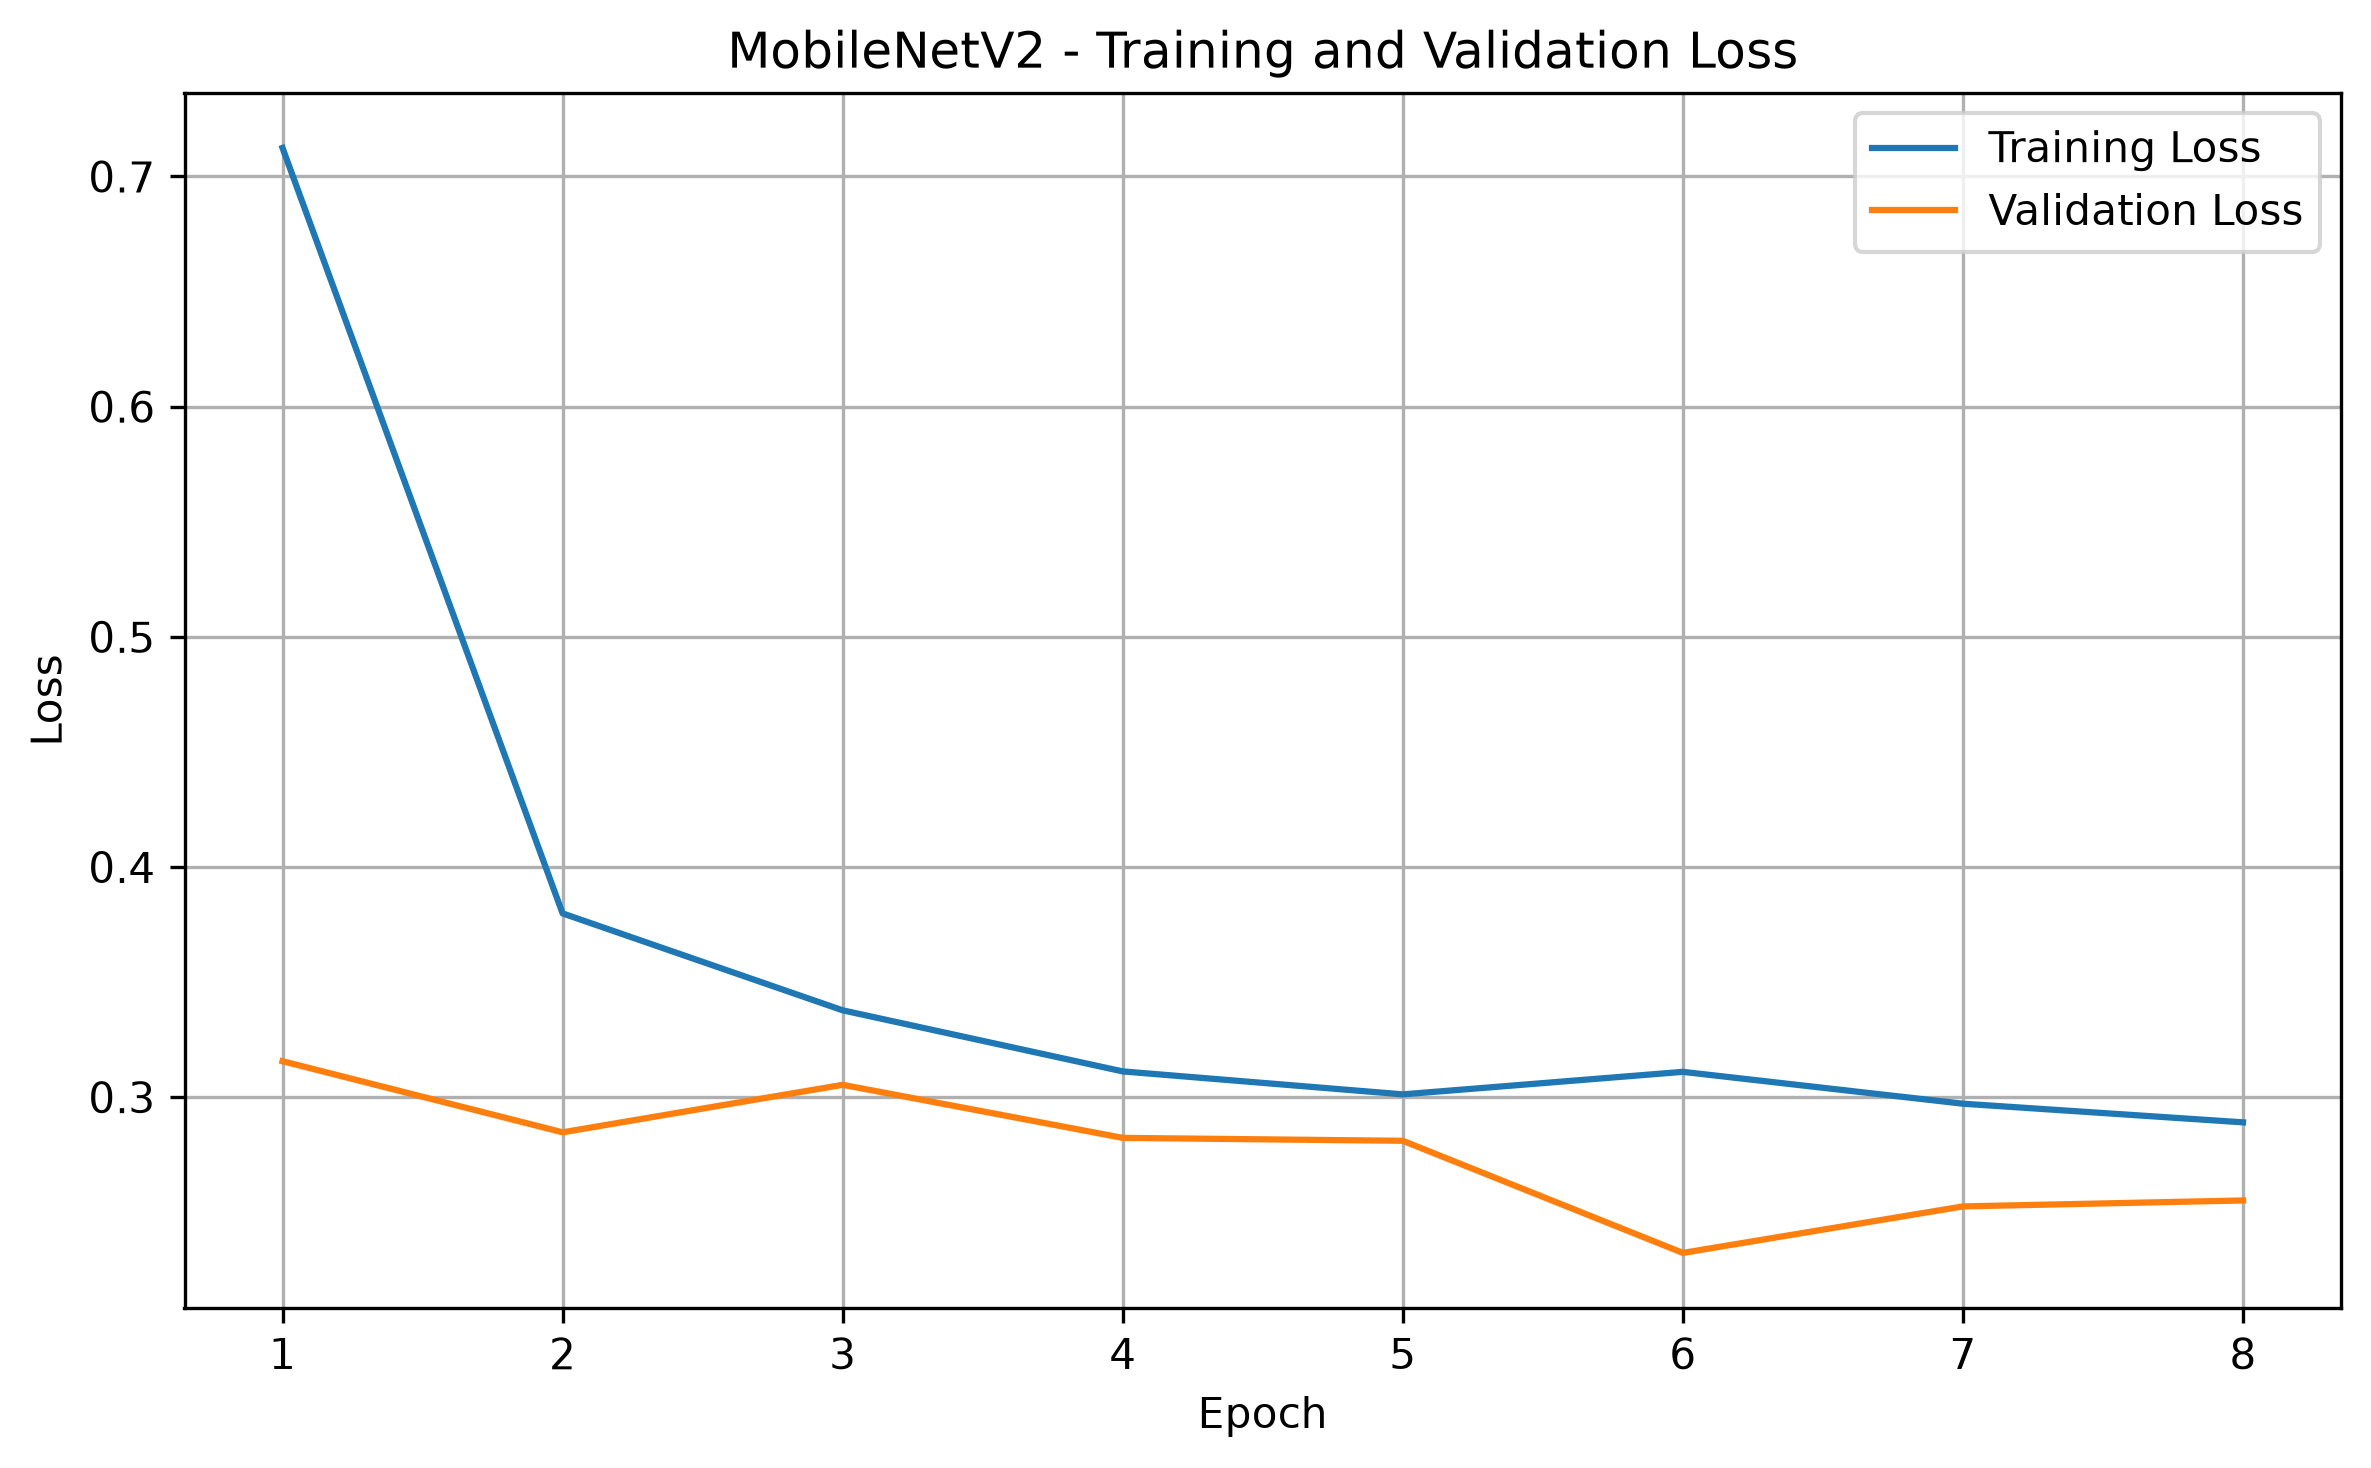 MobileNetV2 - Training and Validation Loss
Training Loss
Validation Loss
0.7
0.6
0.5
0.4
0.3
Loss
1 2 3 4 5 6 7 8
Epoch